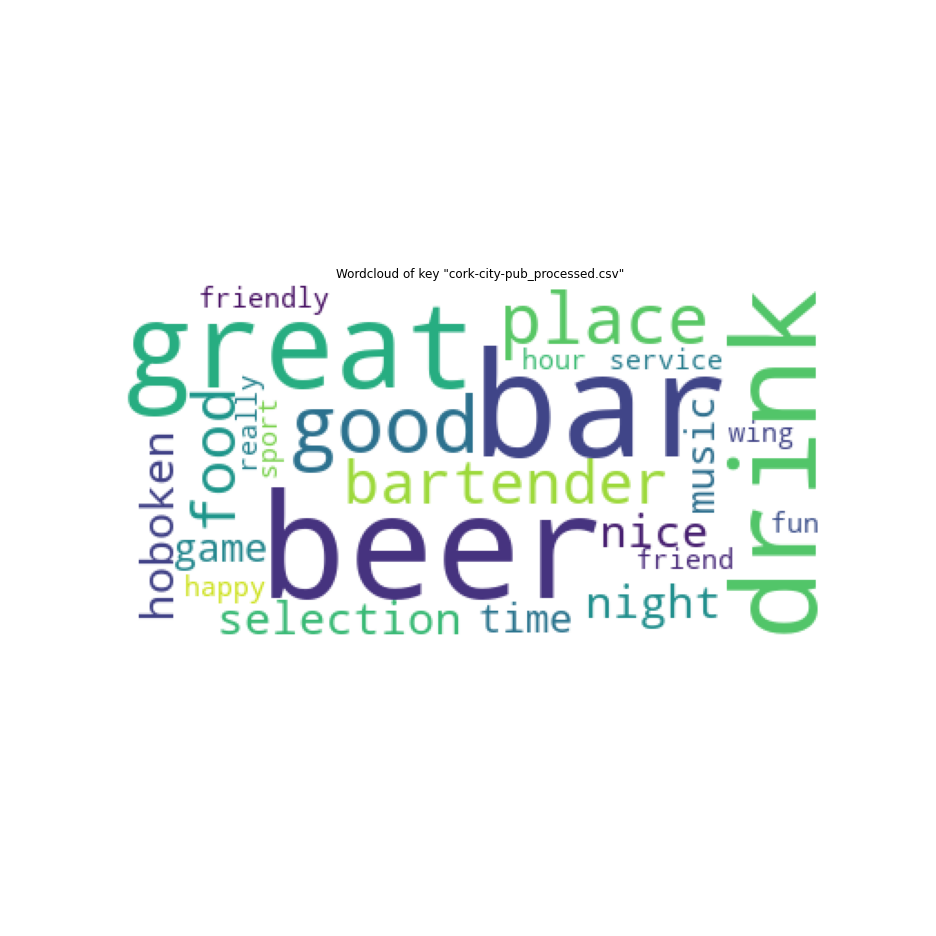 Wordcloud of key "cork-city-pub_processed.csv"
friendly
great
place
drink
hour
service
bar
really
food
sport
good
music
wing
hoboken
bartender
beer
nice
fun
game
friend
happy
selection
time
night